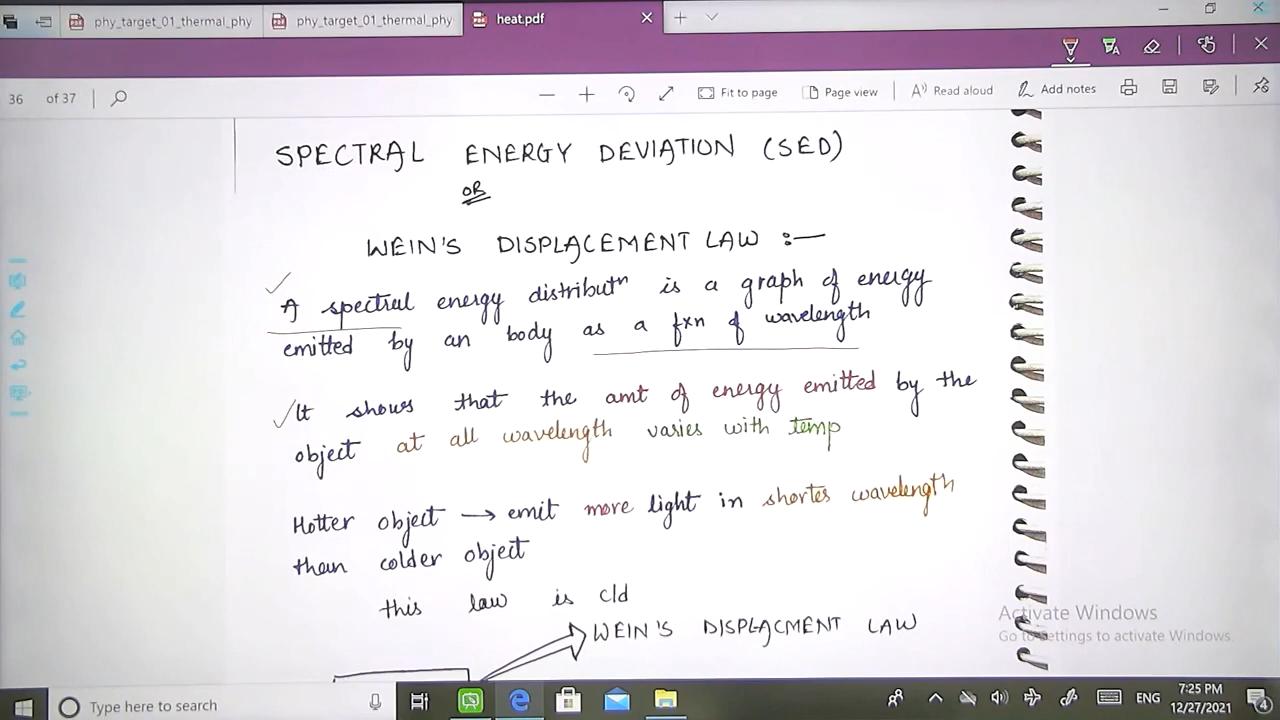 phy_target_01_thermal_phy
phy_target_01_thermal_phy
heat.pdf
36 of 37
Fit to page
Page view
Read aloud
Add notes
SPECTRAL ENERGY DEVIATION (SED)
OR
WEIN'S DISPLACEMENT LAW :—
A spectral energy distributn is a graph of energy
emitted by an body as a fxn of wavelength
It shows that the amt of energy emitted by the
object at all wavelength varies with temp
Hotter object → emit more light in shortes wavelength
than colder object
this law is c/d
WEIN'S DISPLACMENT LAW
Activate Windows
Go to Settings to activate Windows.
Type here to search
ENG
7:25 PM
12/27/2021
4